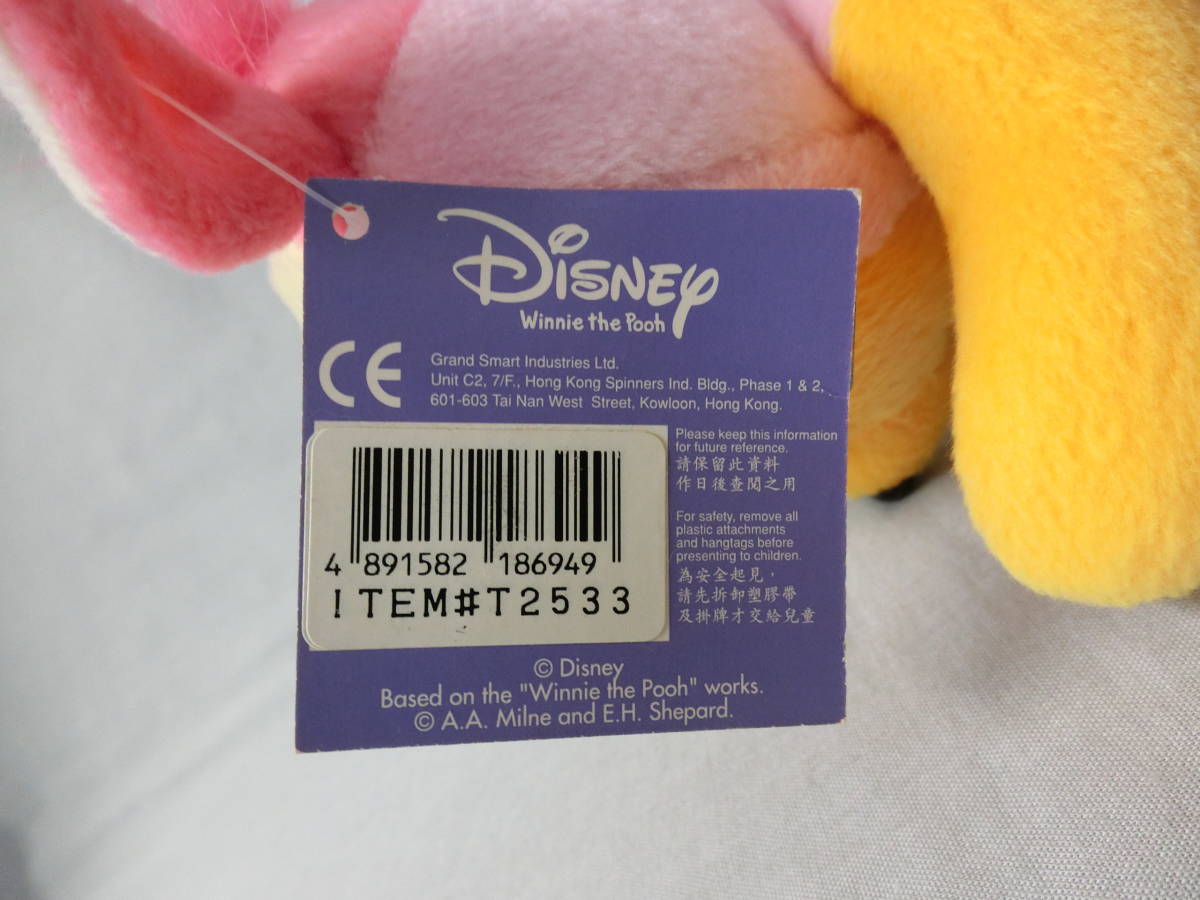 Disney
Winnie the Pooh
CE
Grand Smart Industries Ltd.
Unit C2, 7/F., Hong Kong Spinners Ind. Bldg., Phase 1 & 2,
601-603 Tai Nan West Street, Kowloon, Hong Kong.
4 891582 186949
ITEM#T2533
Please keep this information
for future reference.
請保留此資料
作日後查閱之用
For safety, remove all
plastic attachments
and hangtags before
presenting to children.
為安全起見，
請先拆卸塑膠帶
及掛牌才交給兒童
© Disney
Based on the "Winnie the Pooh" works.
© A.A. Milne and E.H. Shepard.